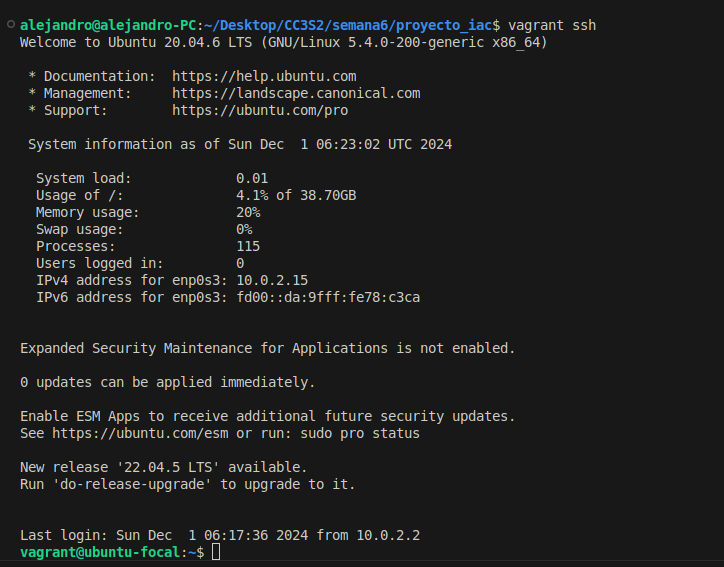 alejandro@alejandro-PC:~/Desktop/CC3S2/semana6/proyecto_iac$ vagrant ssh
Welcome to Ubuntu 20.04.6 LTS (GNU/Linux 5.4.0-200-generic x86_64)
* Documentation:  https://help.ubuntu.com
* Management:     https://landscape.canonical.com
* Support:        https://ubuntu.com/pro
System information as of Sun Dec  1 06:23:02 UTC 2024
System load:             0.01
Usage of /:              4.1% of 38.70GB
Memory usage:            20%
Swap usage:              0%
Processes:               115
Users logged in:         0
IPv4 address for enp0s3: 10.0.2.15
IPv6 address for enp0s3: fd00::da:9fff:fe78:c3ca
Expanded Security Maintenance for Applications is not enabled.
0 updates can be applied immediately.
Enable ESM Apps to receive additional future security updates.
See https://ubuntu.com/esm or run: sudo pro status
New release '22.04.5 LTS' available.
Run 'do-release-upgrade' to upgrade to it.
Last login: Sun Dec  1 06:17:36 2024 from 10.0.2.2
vagrant@ubuntu-focal:~$